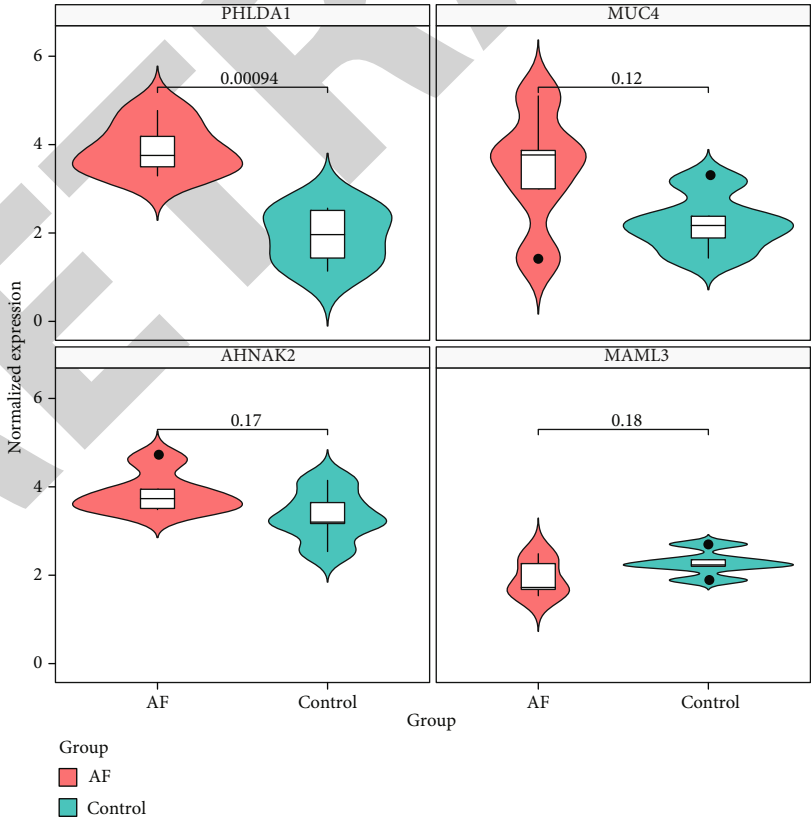 PHLDA1
MUC4
6
4
2
0
0.00094
0.12
AHNAK2
MAML3
6
4
2
0
0.17
0.18
Normalized expression
AF
Control
AF
Control
Group
Group
AF
Control